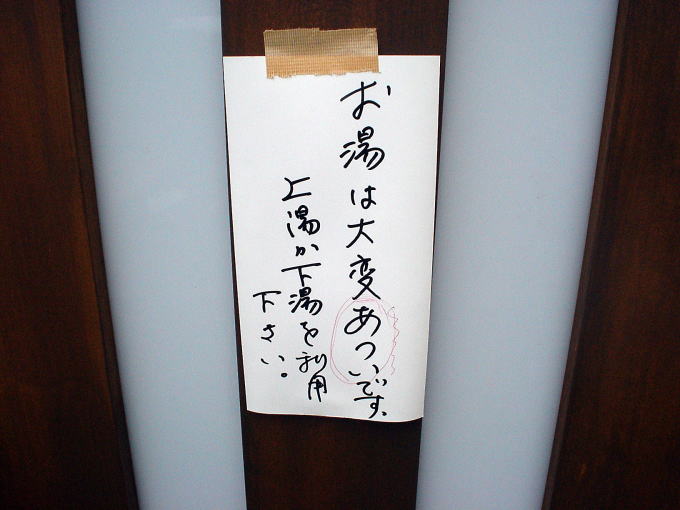 お湯は大変あついです、
上湯か下湯を利用
下さい。